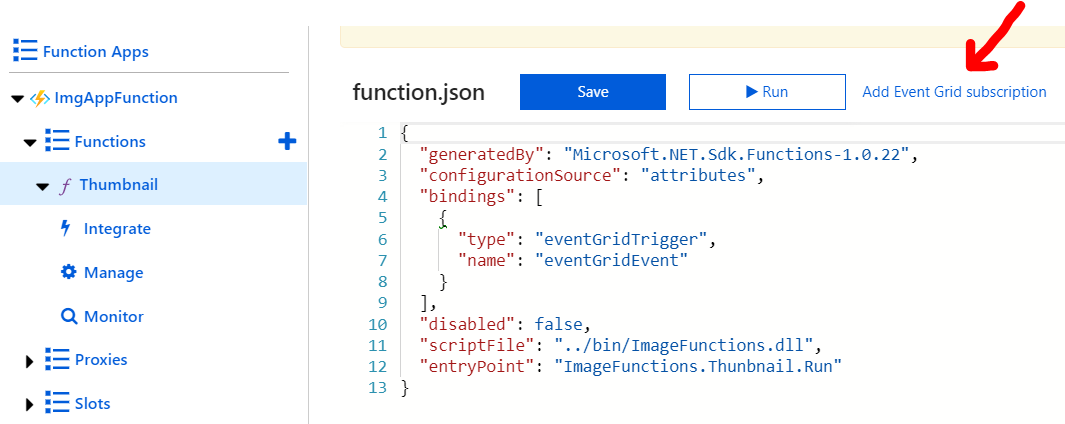 Function Apps
ImgAppFunction
Functions
Thumbnail
Integrate
Manage
Monitor
Proxies
Slots
function.json Save Run Add Event Grid subscription
1 {
2 "generatedBy": "Microsoft.NET.Sdk.Functions-1.0.22",
3 "configurationSource": "attributes",
4 "bindings": [
5 {
6 "type": "eventGridTrigger",
7 "name": "eventGridEvent"
8 }
9 ],
10 "disabled": false,
11 "scriptFile": "../bin/ImageFunctions.dll",
12 "entryPoint": "ImageFunctions.Thunbnail.Run"
13 }